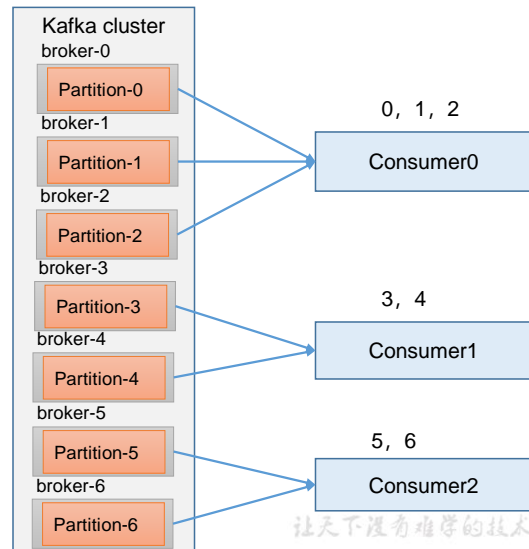 Kafka cluster
broker-0
Partition-0
broker-1
Partition-1
broker-2
Partition-2
broker-3
Partition-3
broker-4
Partition-4
broker-5
Partition-5
broker-6
Partition-6
0, 1, 2
Consumer0
3, 4
Consumer1
5, 6
Consumer2
让天下没有难学的技术